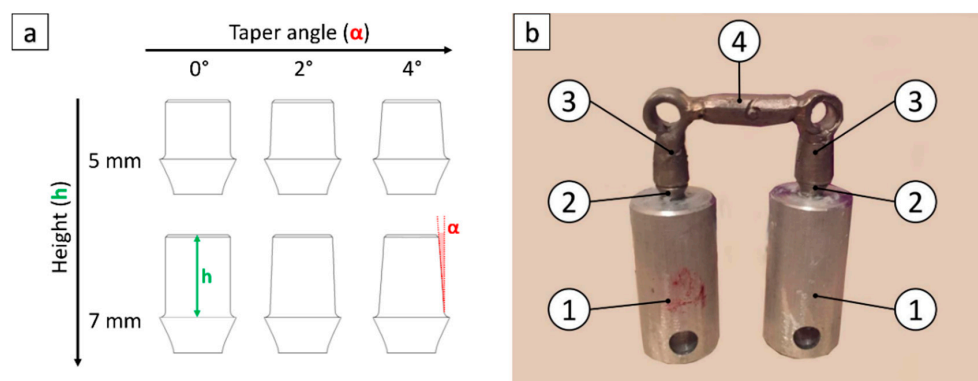 a
Taper angle (α)
0° 2° 4°
Height (h)
5 mm
7 mm
h
α
b
4
3 3
2 2
1 1